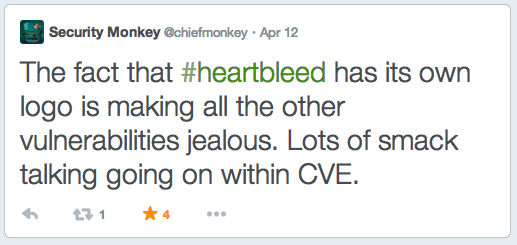 Security Monkey @chiefmonkey · Apr 12
The fact that #heartbleed has its own
logo is making all the other
vulnerabilities jealous. Lots of smack
talking going on within CVE.
1 4